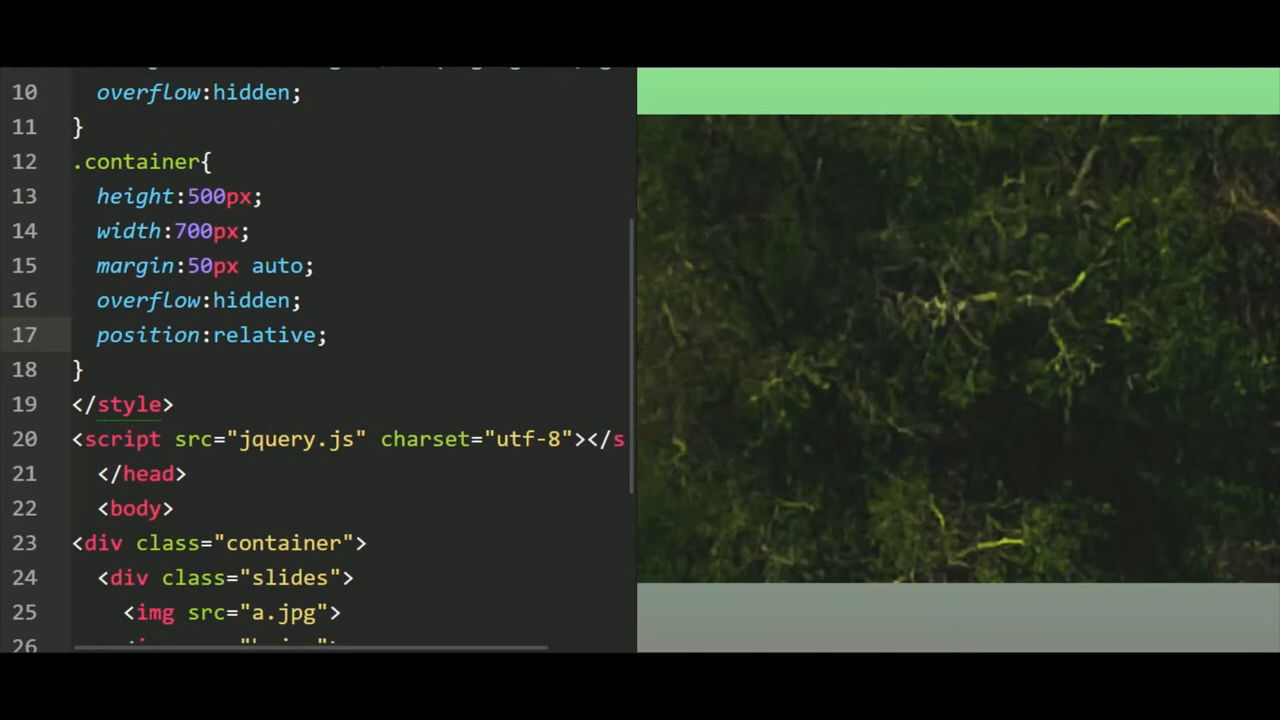 10 overflow:hidden;
11 }
12 .container{
13 height:500px;
14 width:700px;
15 margin:50px auto;
16 overflow:hidden;
17 position:relative;
18 }
19 </style>
20 <script src="jquery.js" charset="utf-8"></s
21 </head>
22 <body>
23 <div class="container">
24 <div class="slides">
25 <img src="a.jpg">
26